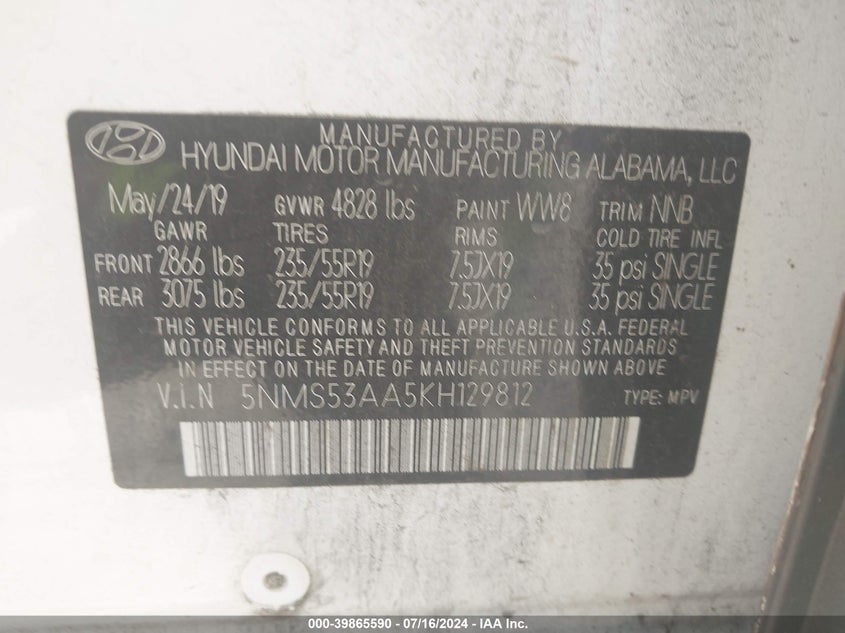 MANUFACTURED BY
HYUNDAI MOTOR MANUFACTURING ALABAMA, LLC
May/24/19 GVWR 4828 lbs PAINT WW8 TRIM NNB
GAWR TIRES RIMS COLD TIRE INFL
FRONT 2866 lbs 235/55R19 7.5JX19 35 psi SINGLE
REAR 3075 lbs 235/55R19 7.5JX19 35 psi SINGLE
THIS VEHICLE CONFORMS TO ALL APPLICABLE U.S.A. FEDERAL
MOTOR VEHICLE SAFETY AND THEFT PREVENTION STANDARDS
IN EFFECT ON THE DATE OF MANUFACTURE SHOWN ABOVE
V.I.N 5NMS53AA5KH129812 TYPE: MPV
000-39865590 - 07/16/2024 - IAA Inc.